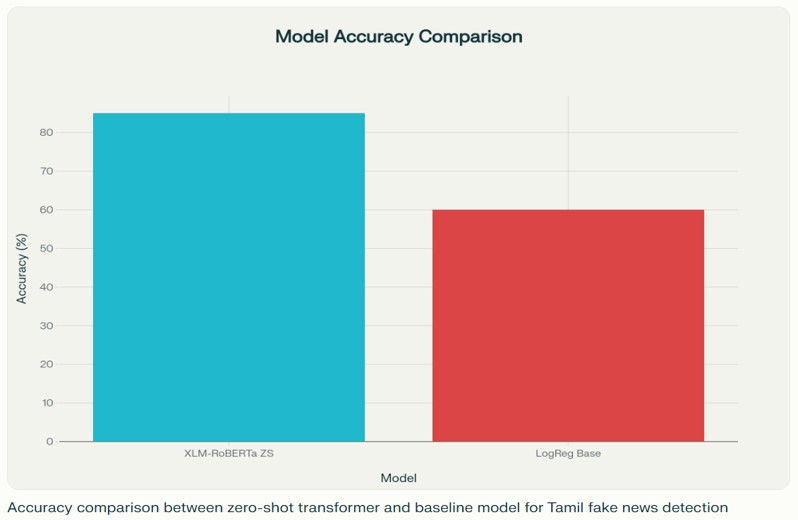 Model Accuracy Comparison
80
70
60
50
40
30
20
10
0
Accuracy (%)
XLM-RoBERTa ZS
LogReg Base
Model
Accuracy comparison between zero-shot transformer and baseline model for Tamil fake news detection